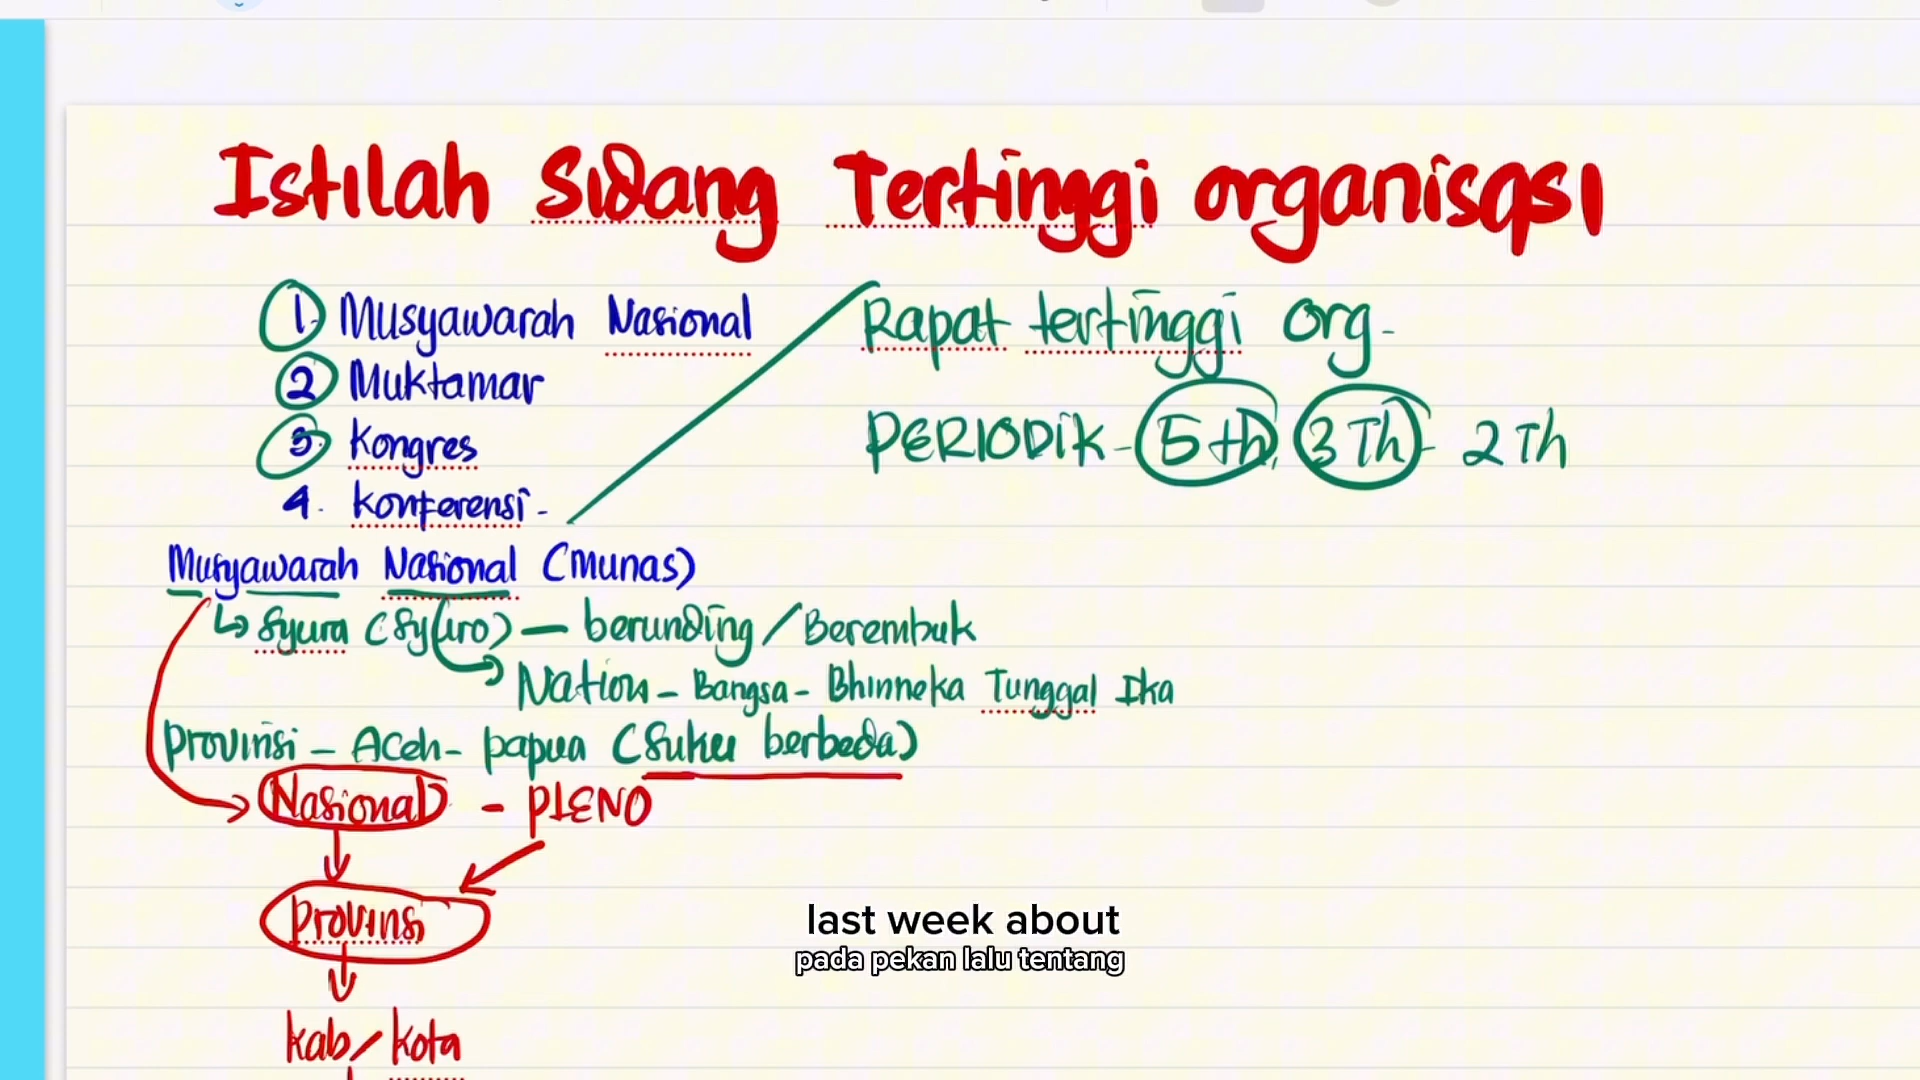 Istilah Sidang Tertinggi organisasi
1. Musyawarah Nasional
2 Muktamar
3. Kongres
4. Konferensi -
Rapat tertinggi org-
PERIODIK - 5 th, 3 Th - 2 Th
Musyawarah Nasional (Munas)
↳ Syura (Syuro) — berunding / Berembuk
Nation - Bangsa - Bhinneka Tunggal Ika
Provinsi - Aceh - papua (Suku berbeda)
Nasional - PLENO
Provinsi
kab/kota
last week about
pada pekan lalu tentang